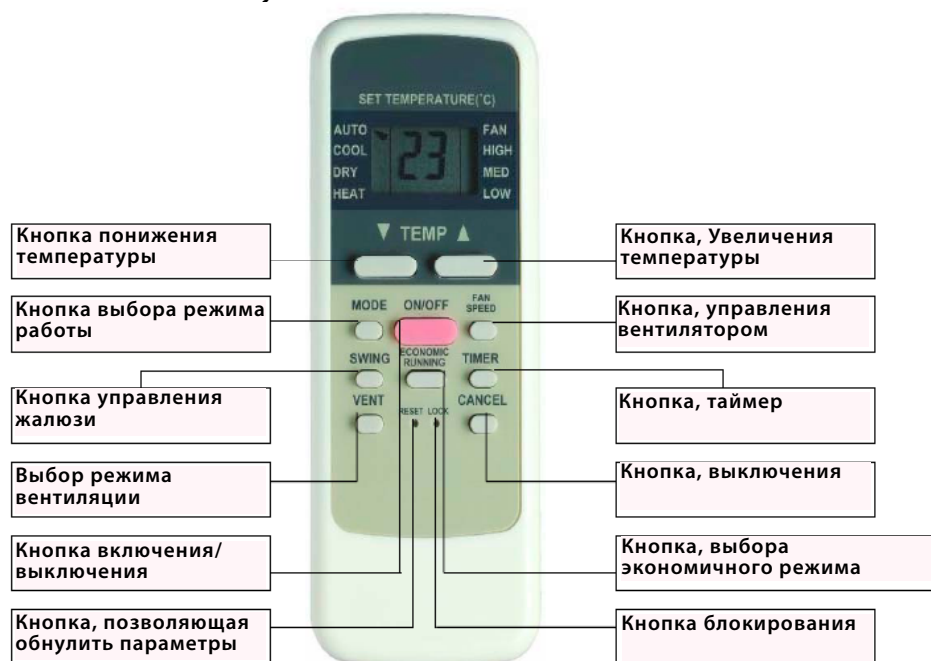 SET TEMPERATURE(°C)
AUTO
COOL
DRY
HEAT
23
FAN
HIGH
MED
LOW
▼ TEMP ▲
Кнопка понижения
температуры
Кнопка, Увеличения
температуры
MODE ON/OFF FAN
SPEED
Кнопка выбора режима
работы
Кнопка, управления
вентилятором
SWING ECONOMIC
RUNNING TIMER
Кнопка управления
жалюзи
Кнопка, таймер
VENT RESET LOCK CANCEL
Выбор режима
вентиляции
Кнопка, выключения
Кнопка включения/
выключения
Кнопка, выбора
экономичного режима
Кнопка, позволяющая
обнулить параметры
Кнопка блокирования